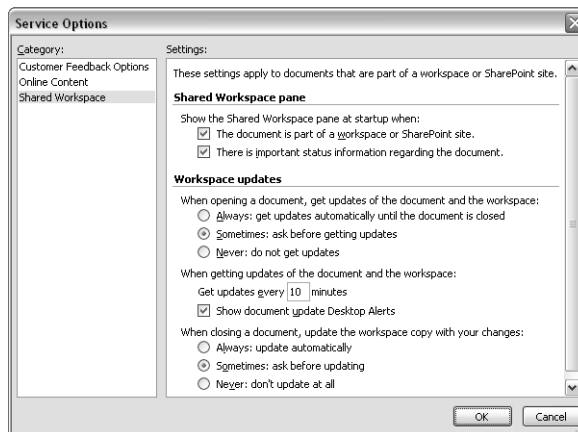 Service Options
Category:
Customer Feedback Options
Online Content
Shared Workspace
Settings:
These settings apply to documents that are part of a workspace or SharePoint site.
Shared Workspace pane
Show the Shared Workspace pane at startup when:
The document is part of a workspace or SharePoint site.
There is important status information regarding the document.
Workspace updates
When opening a document, get updates of the document and the workspace:
Always: get updates automatically until the document is closed
Sometimes: ask before getting updates
Never: do not get updates
When getting updates of the document and the workspace:
Get updates every 10 minutes
Show document update Desktop Alerts
When closing a document, update the workspace copy with your changes:
Always: update automatically
Sometimes: ask before updating
Never: don't update at all
OK
Cancel